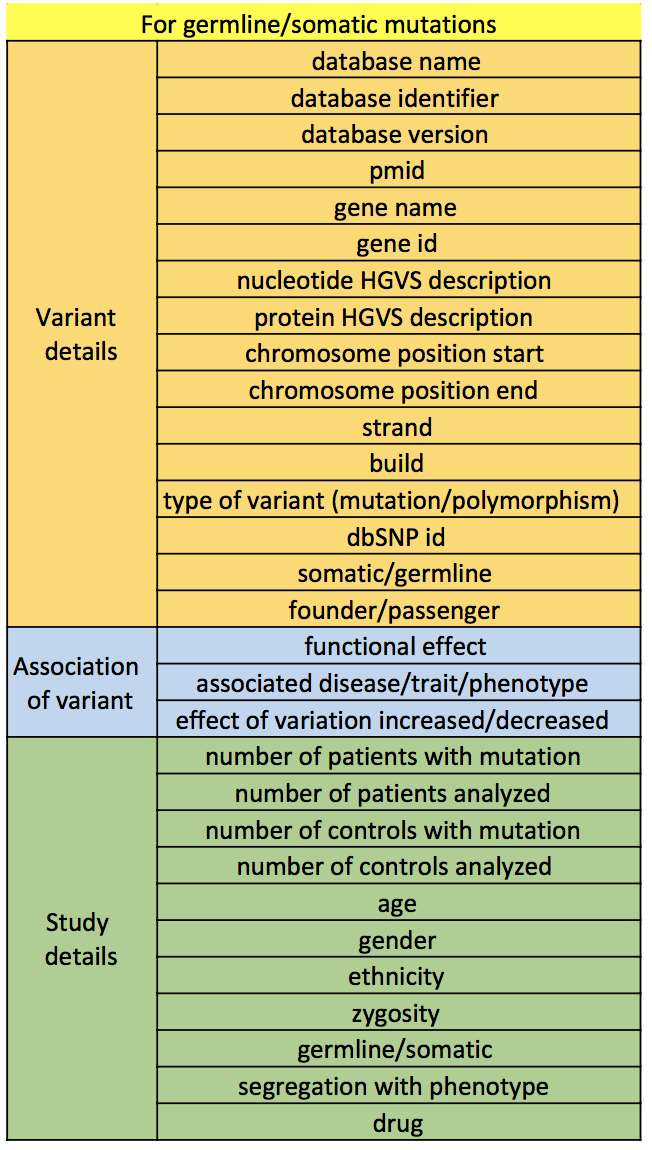 For germline/somatic mutations
Variant
details
database name
database identifier
database version
pmid
gene name
gene id
nucleotide HGVS description
protein HGVS description
chromosome position start
chromosome position end
strand
build
type of variant (mutation/polymorphism)
dbSNP id
somatic/germline
founder/passenger
Association
of variant
functional effect
associated disease/trait/phenotype
effect of variation increased/decreased
Study
details
number of patients with mutation
number of patients analyzed
number of controls with mutation
number of controls analyzed
age
gender
ethnicity
zygosity
germline/somatic
segregation with phenotype
drug